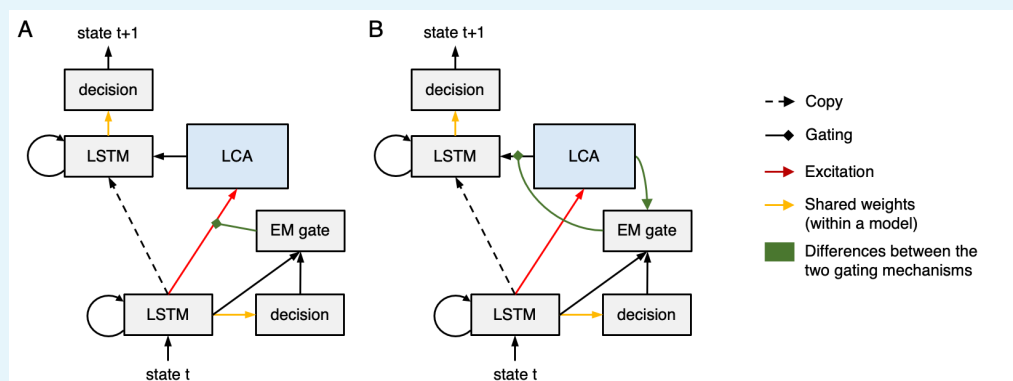 A
state t+1
decision
LSTM
LCA
EM gate
LSTM
decision
state t
B
state t+1
decision
LSTM
LCA
EM gate
LSTM
decision
state t
Copy
Gating
Excitation
Shared weights
(within a model)
Differences between the
two gating mechanisms